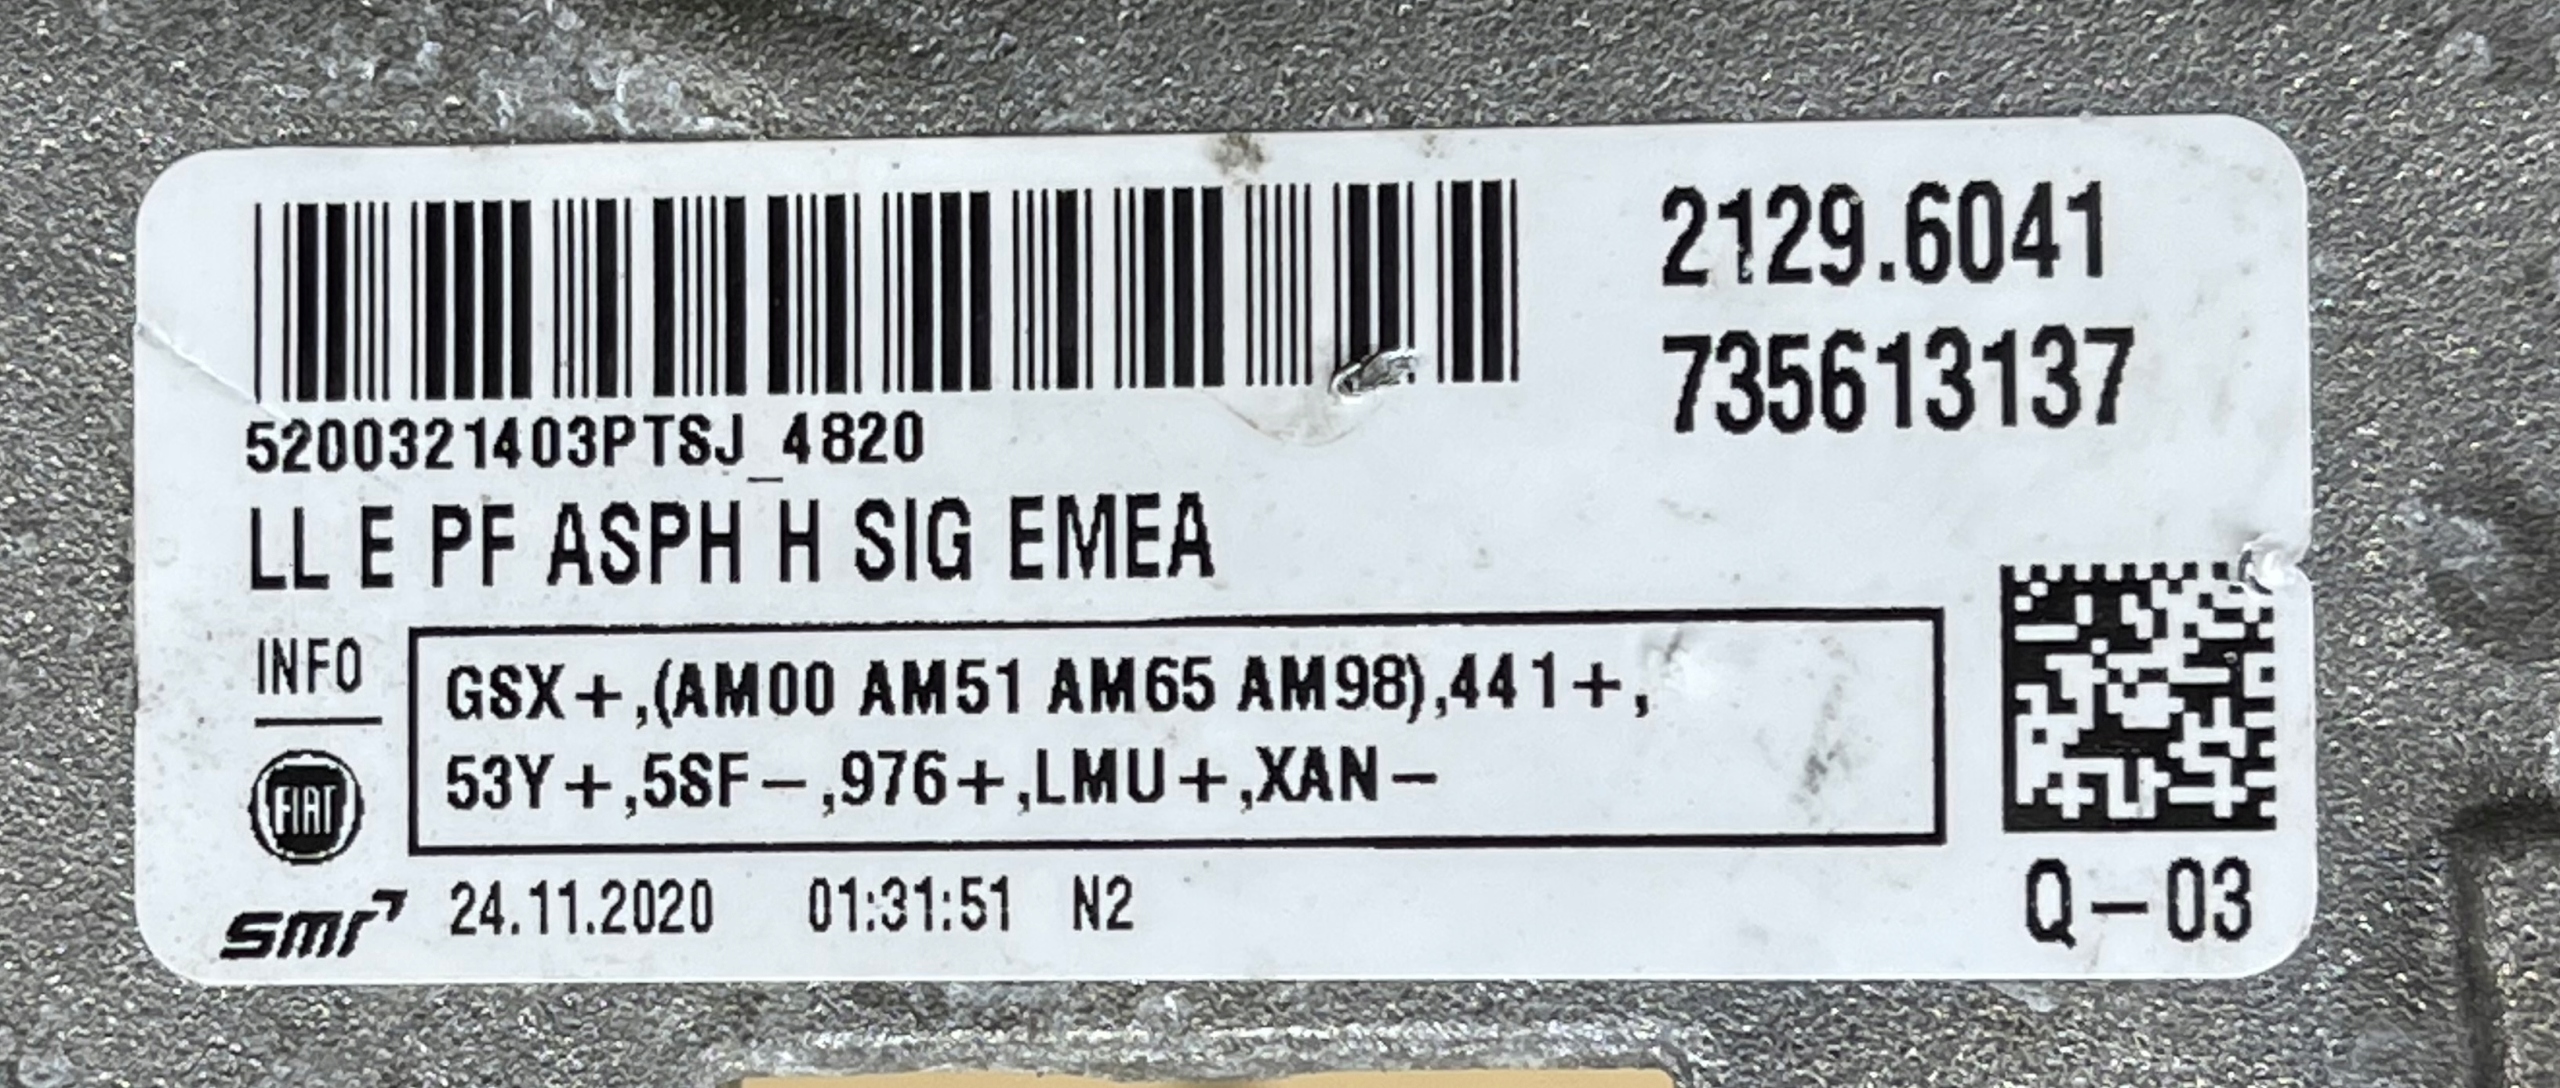 2129.6041
735613137
5200321403PTSJ_4820
LL E PF ASPH H SIG EMEA
INFO
GSX+,(AM00 AM51 AM65 AM98),441+,
53Y+,5SF-,976+,LMU+,XAN-
FIAT
smr 24.11.2020 01:31:51 N2
Q-03